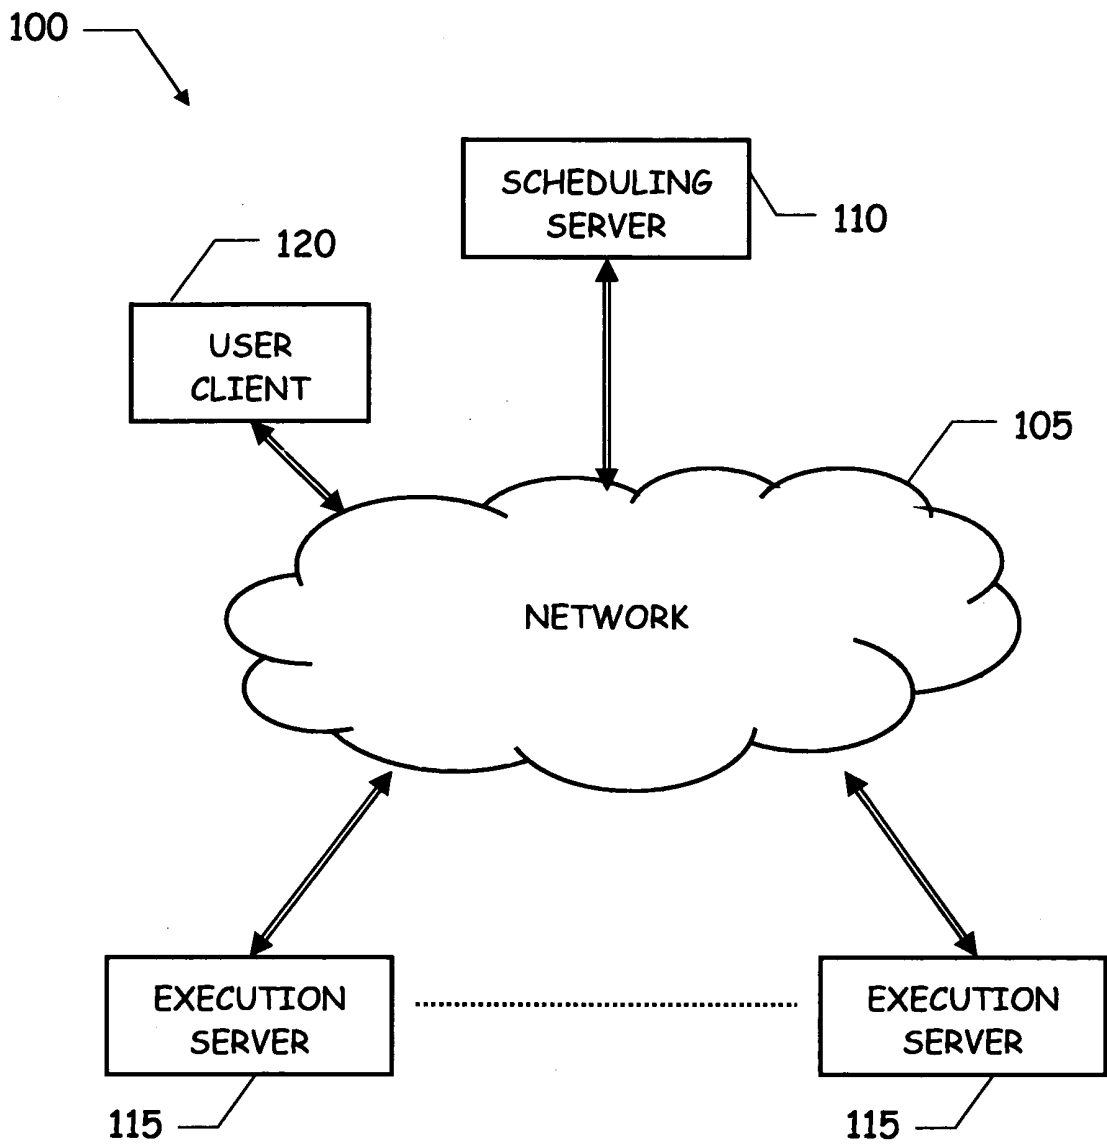 100
SCHEDULING
SERVER
110
120
USER
CLIENT
105
NETWORK
EXECUTION
SERVER
EXECUTION
SERVER
115
115